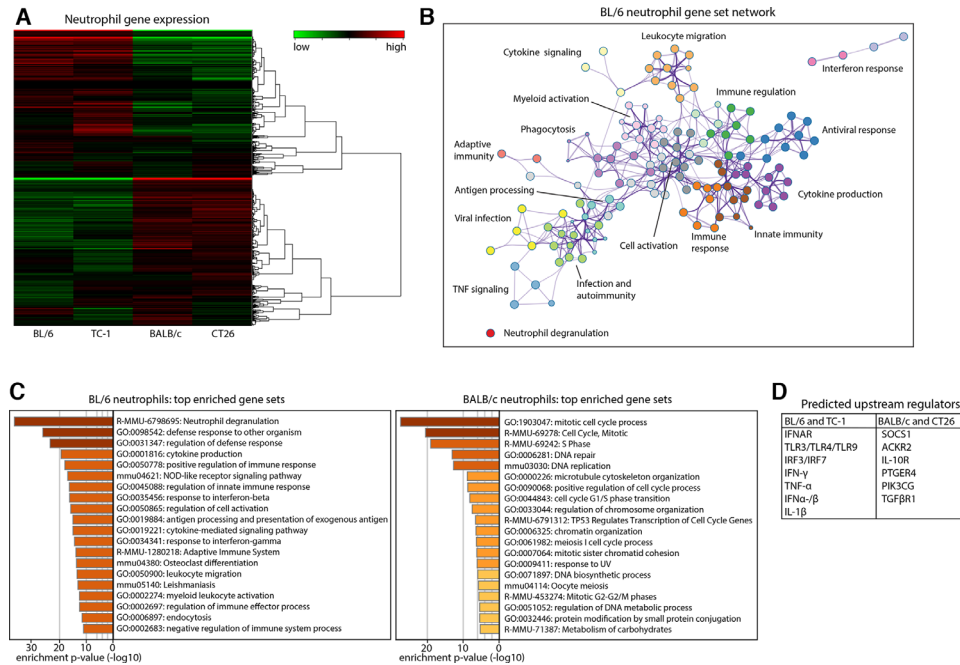 A
Neutrophil gene expression
low
high
BL/6
TC-1
BALB/c
CT26
B
BL/6 neutrophil gene set network
Leukocyte migration
Cytokine signaling
Interferon response
Myeloid activation
Immune regulation
Phagocytosis
Antiviral response
Adaptive
immunity
Antigen processing
Cytokine production
Viral infection
Cell activation
Immune
response
Innate immunity
TNF signaling
Infection and
autoimmunity
Neutrophil degranulation
C
BL/6 neutrophils: top enriched gene sets
R-MMU-6798695: Neutrophil degranulation
GO:0098542: defense response to other organism
GO:0031347: regulation of defense response
GO:0001816: cytokine production
GO:0050778: positive regulation of immune response
mmu04621: NOD-like receptor signaling pathway
GO:0045088: regulation of innate immune response
GO:0035456: response to interferon-beta
GO:0050865: regulation of cell activation
GO:0019884: antigen processing and presentation of exogenous antigen
GO:0019221: cytokine-mediated signaling pathway
GO:0034341: response to interferon-gamma
R-MMU-1280218: Adaptive Immune System
mmu04380: Osteoclast differentiation
GO:0050900: leukocyte migration
mmu05140: Leishmaniasis
GO:0002274: myeloid leukocyte activation
GO:0002697: regulation of immune effector process
GO:0006897: endocytosis
GO:0002683: negative regulation of immune system process
30 20 10 0
enrichment p-value (-log10)
BALB/c neutrophils: top enriched gene sets
GO:1903047: mitotic cell cycle process
R-MMU-69278: Cell Cycle, Mitotic
R-MMU-69242: S Phase
GO:0006281: DNA repair
mmu03030: DNA replication
GO:0000226: microtubule cytoskeleton organization
GO:0090068: positive regulation of cell cycle process
GO:0044843: cell cycle G1/S phase transition
GO:0033044: regulation of chromosome organization
R-MMU-6791312: TP53 Regulates Transcription of Cell Cycle Genes
GO:0006325: chromatin organization
GO:0061982: meiosis I cell cycle process
GO:0007064: mitotic sister chromatid cohesion
GO:0009411: response to UV
GO:0071897: DNA biosynthetic process
mmu04114: Oocyte meiosis
R-MMU-453274: Mitotic G2-G2/M phases
GO:0051052: regulation of DNA metabolic process
GO:0032446: protein modification by small protein conjugation
R-MMU-71387: Metabolism of carbohydrates
20 10 0
enrichment p-value (-log10)
D
Predicted upstream regulators
BL/6 and TC-1 BALB/c and CT26
IFNAR SOCS1
TLR3/TLR4/TLR9 ACKR2
IRF3/IRF7 IL-10R
IFN-γ PTGER4
TNF-α PIK3CG
IFNα-/β TGFβR1
IL-1β